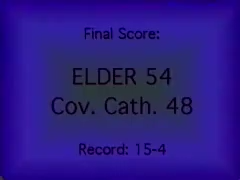 Final Score:
ELDER 54
Cov. Cath. 48
Record: 15-4